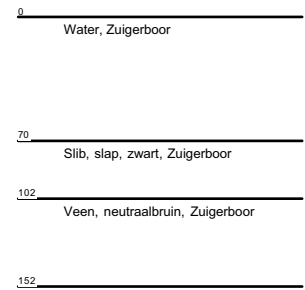 0
Water, Zuigerboor
70
Slib, slap, zwart, Zuigerboor
102
Veen, neutraalbruin, Zuigerboor
152